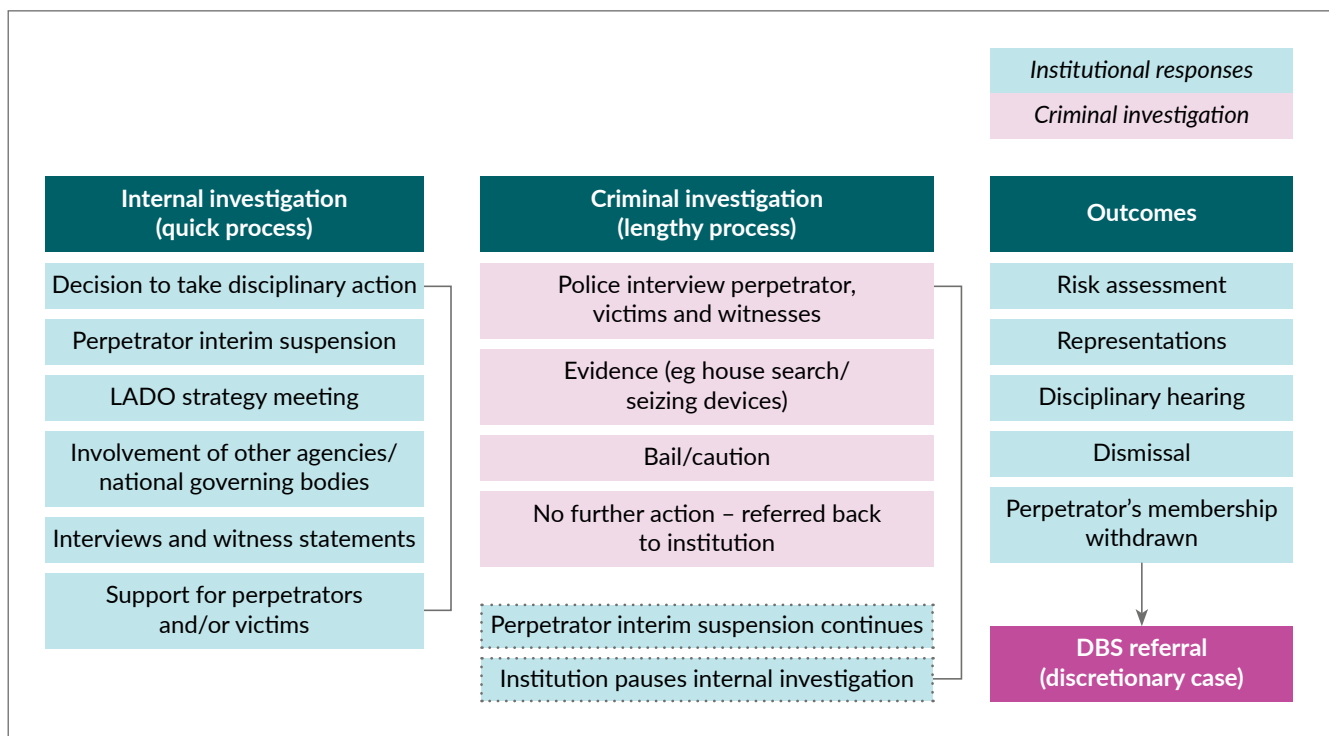 Institutional responses
Criminal investigation
Internal investigation
(quick process)
Decision to take disciplinary action
Perpetrator interim suspension
LADO strategy meeting
Involvement of other agencies/
national governing bodies
Interviews and witness statements
Support for perpetrators
and/or victims
Criminal investigation
(lengthy process)
Police interview perpetrator,
victims and witnesses
Evidence (eg house search/
seizing devices)
Bail/caution
No further action – referred back
to institution
Perpetrator interim suspension continues
Institution pauses internal investigation
Outcomes
Risk assessment
Representations
Disciplinary hearing
Dismissal
Perpetrator’s membership
withdrawn
DBS referral
(discretionary case)